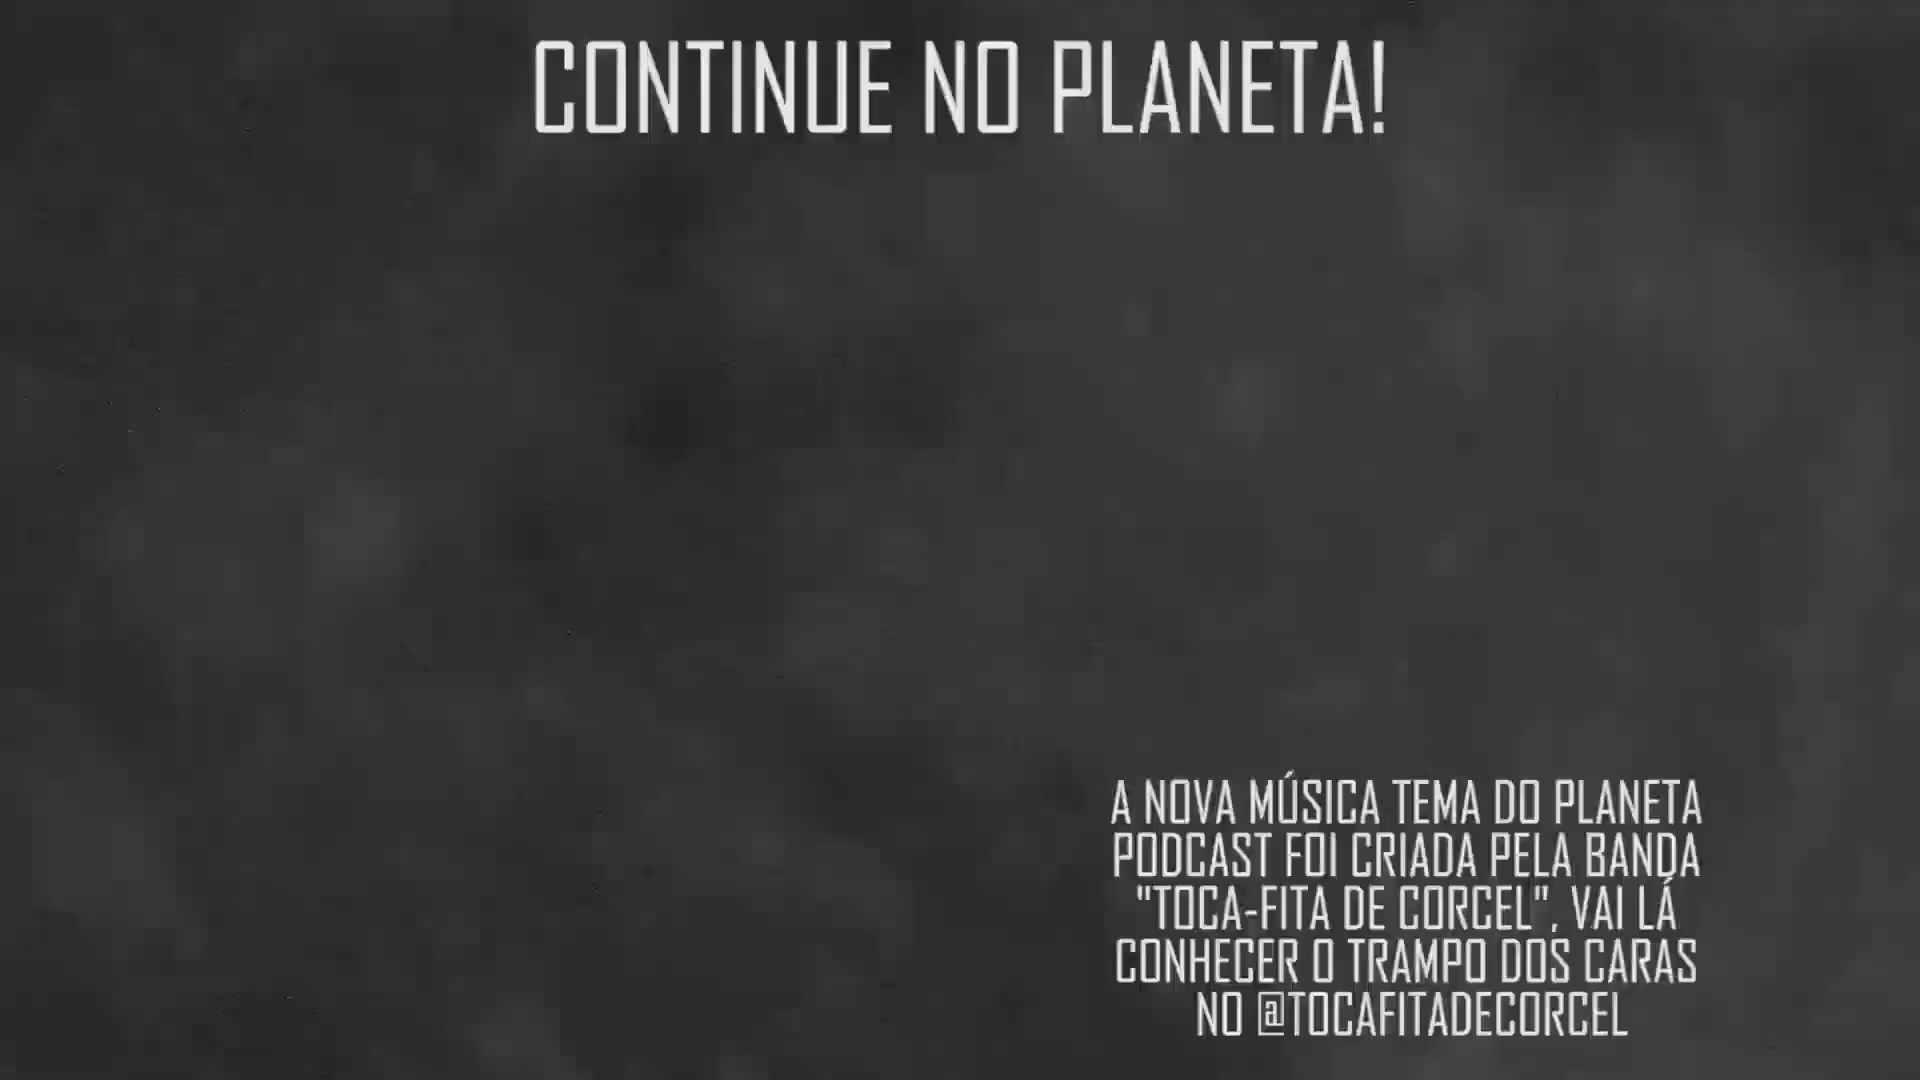 CONTINUE NO PLANETA!
A NOVA MÚSICA TEMA DO PLANETA
PODCAST FOI CRIADA PELA BANDA
"TOCA-FITA DE CORCEL", VAI LÁ
CONHECER O TRAMPO DOS CARAS
NO @TOCAFITADECORCEL